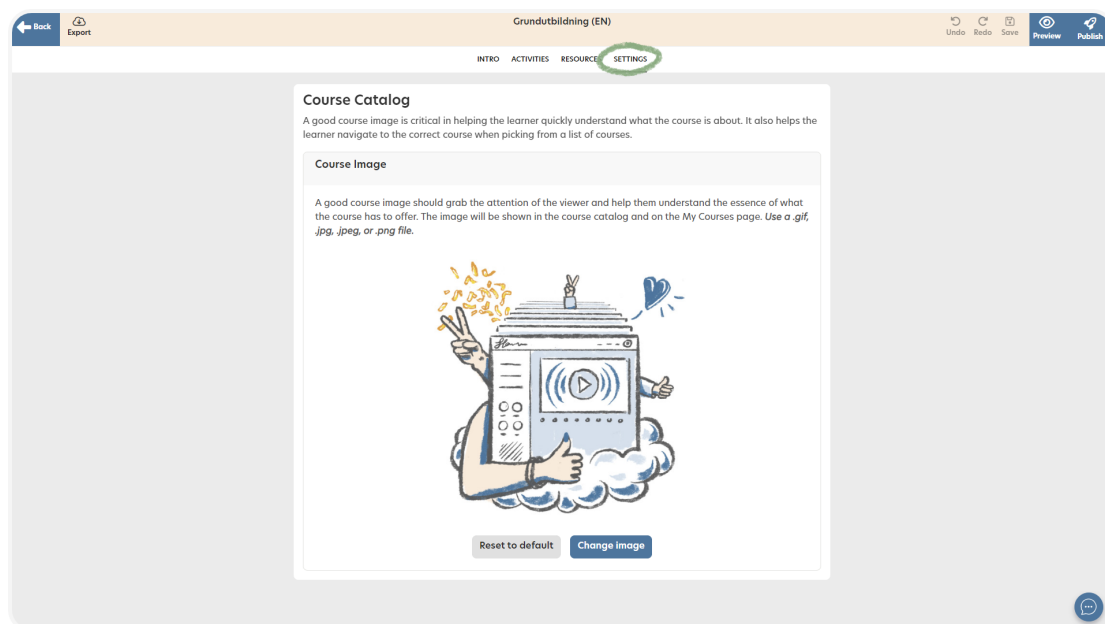 Back
Export
Grundutbildning (EN)
Undo
Redo
Save
Preview
Publish
INTRO
ACTIVITIES
RESOURCES
SETTINGS
Course Catalog
A good course image is critical in helping the learner quickly understand what the course is about. It also helps the
learner navigate to the correct course when picking from a list of courses.
Course Image
A good course image should grab the attention of the viewer and help them understand the essence of what
the course has to offer. The image will be shown in the course catalog and on the My Courses page. Use a .gif,
.jpg, .jpeg, or .png file.
Reset to default
Change image